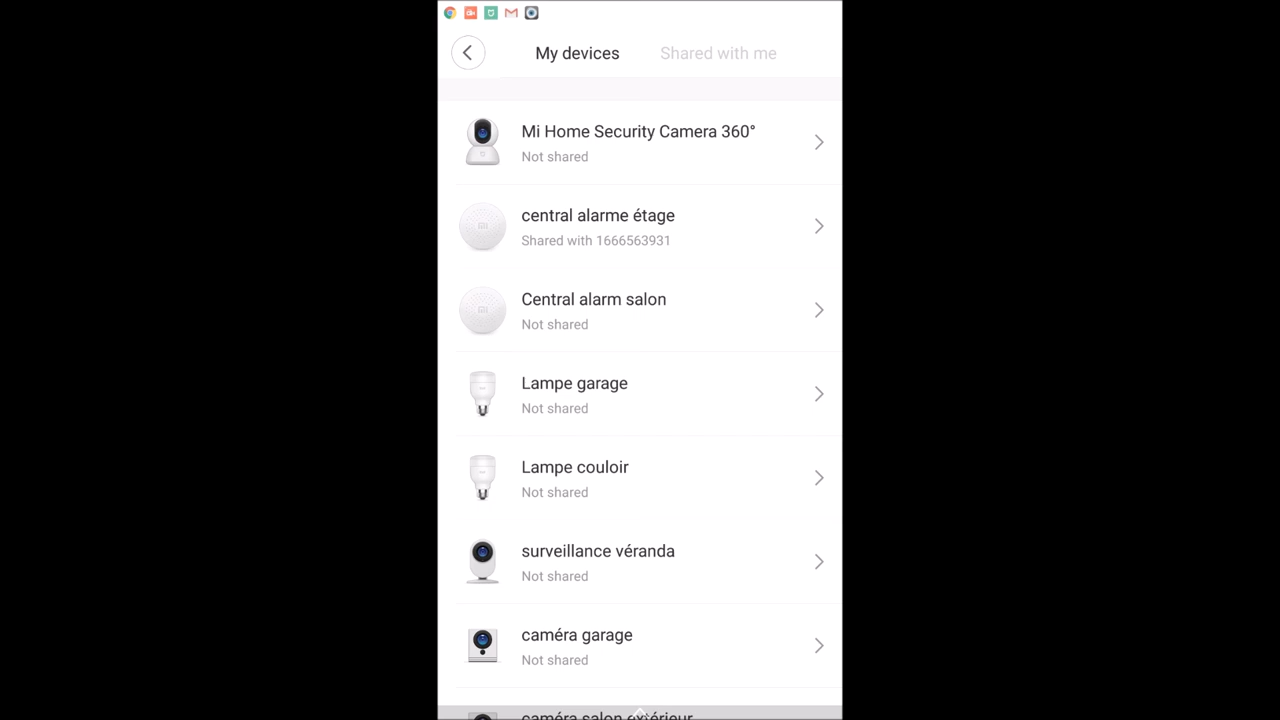 My devices
Shared with me
Mi Home Security Camera 360°
Not shared
central alarme étage
Shared with 1666563931
Central alarm salon
Not shared
Lampe garage
Not shared
Lampe couloir
Not shared
surveillance véranda
Not shared
caméra garage
Not shared
caméra salon extérieur